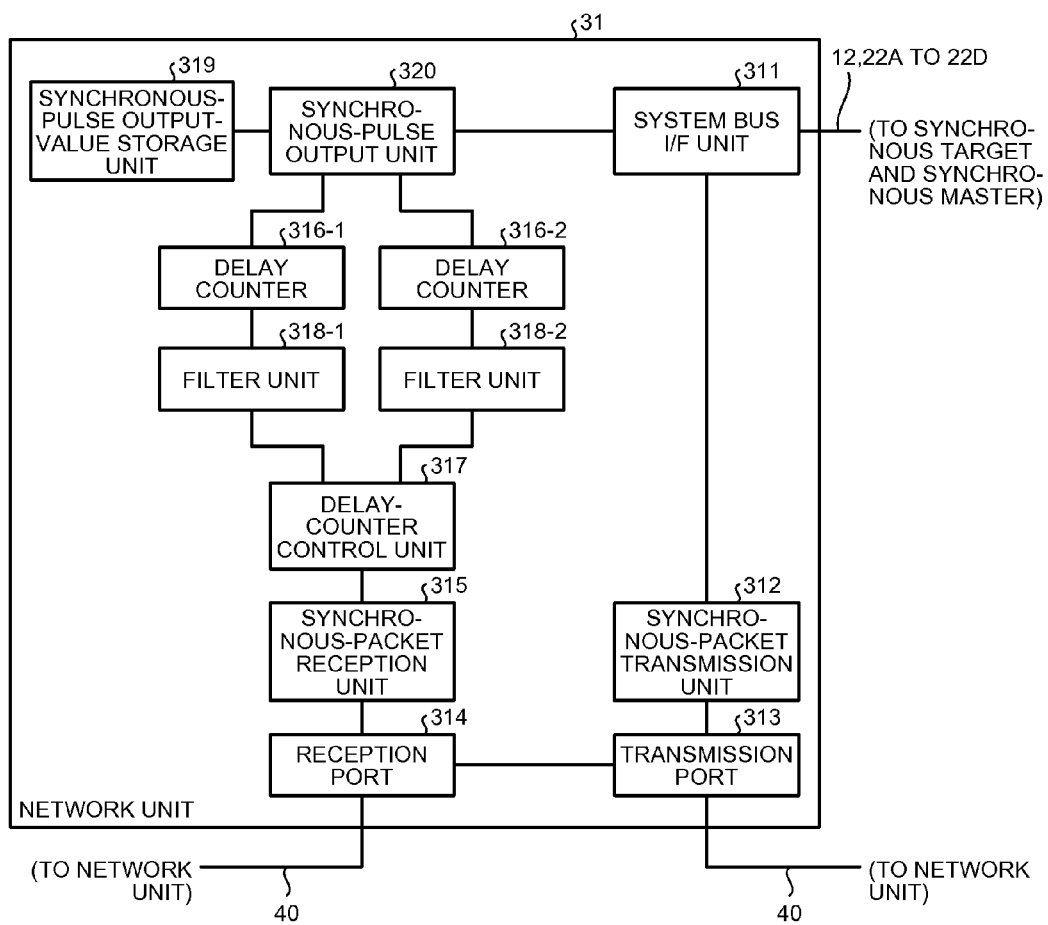 31
319
320
311
12,22A TO 22D
SYNCHRONOUS-
PULSE OUTPUT-
VALUE STORAGE
UNIT
SYNCHRO-
NOUS-PULSE
OUTPUT UNIT
SYSTEM BUS
I/F UNIT
(TO SYNCHRO-
NOUS TARGET
AND SYNCHRO-
NOUS MASTER)
316-1
316-2
DELAY
COUNTER
DELAY
COUNTER
318-1
318-2
FILTER UNIT
FILTER UNIT
317
DELAY-
COUNTER
CONTROL UNIT
315
312
SYNCHRO-
NOUS-PACKET
RECEPTION
UNIT
SYNCHRO-
NOUS-PACKET
TRANSMISSION
UNIT
314
313
RECEPTION
PORT
TRANSMISSION
PORT
NETWORK UNIT
(TO NETWORK
UNIT)
40
40
(TO NETWORK
UNIT)